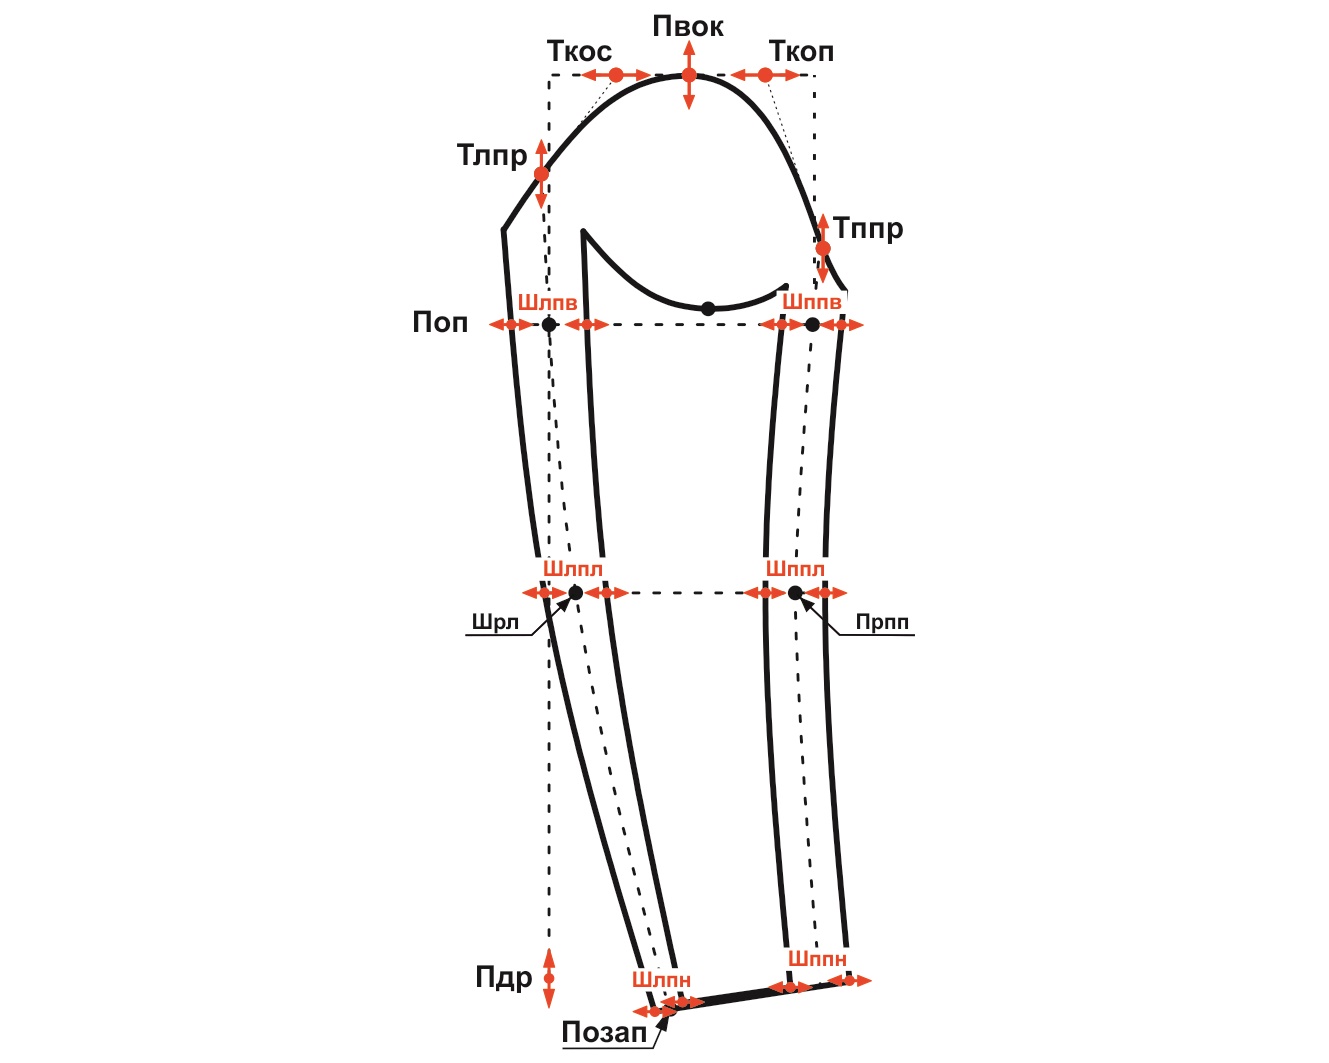 Пвок
Ткос
Ткоп
Тлпр
Тппр
Шлпв
Шппв
Поп
Шлпл
Шппл
Шрл
Прпп
Шппн
Пдр
Шлпн
Позап